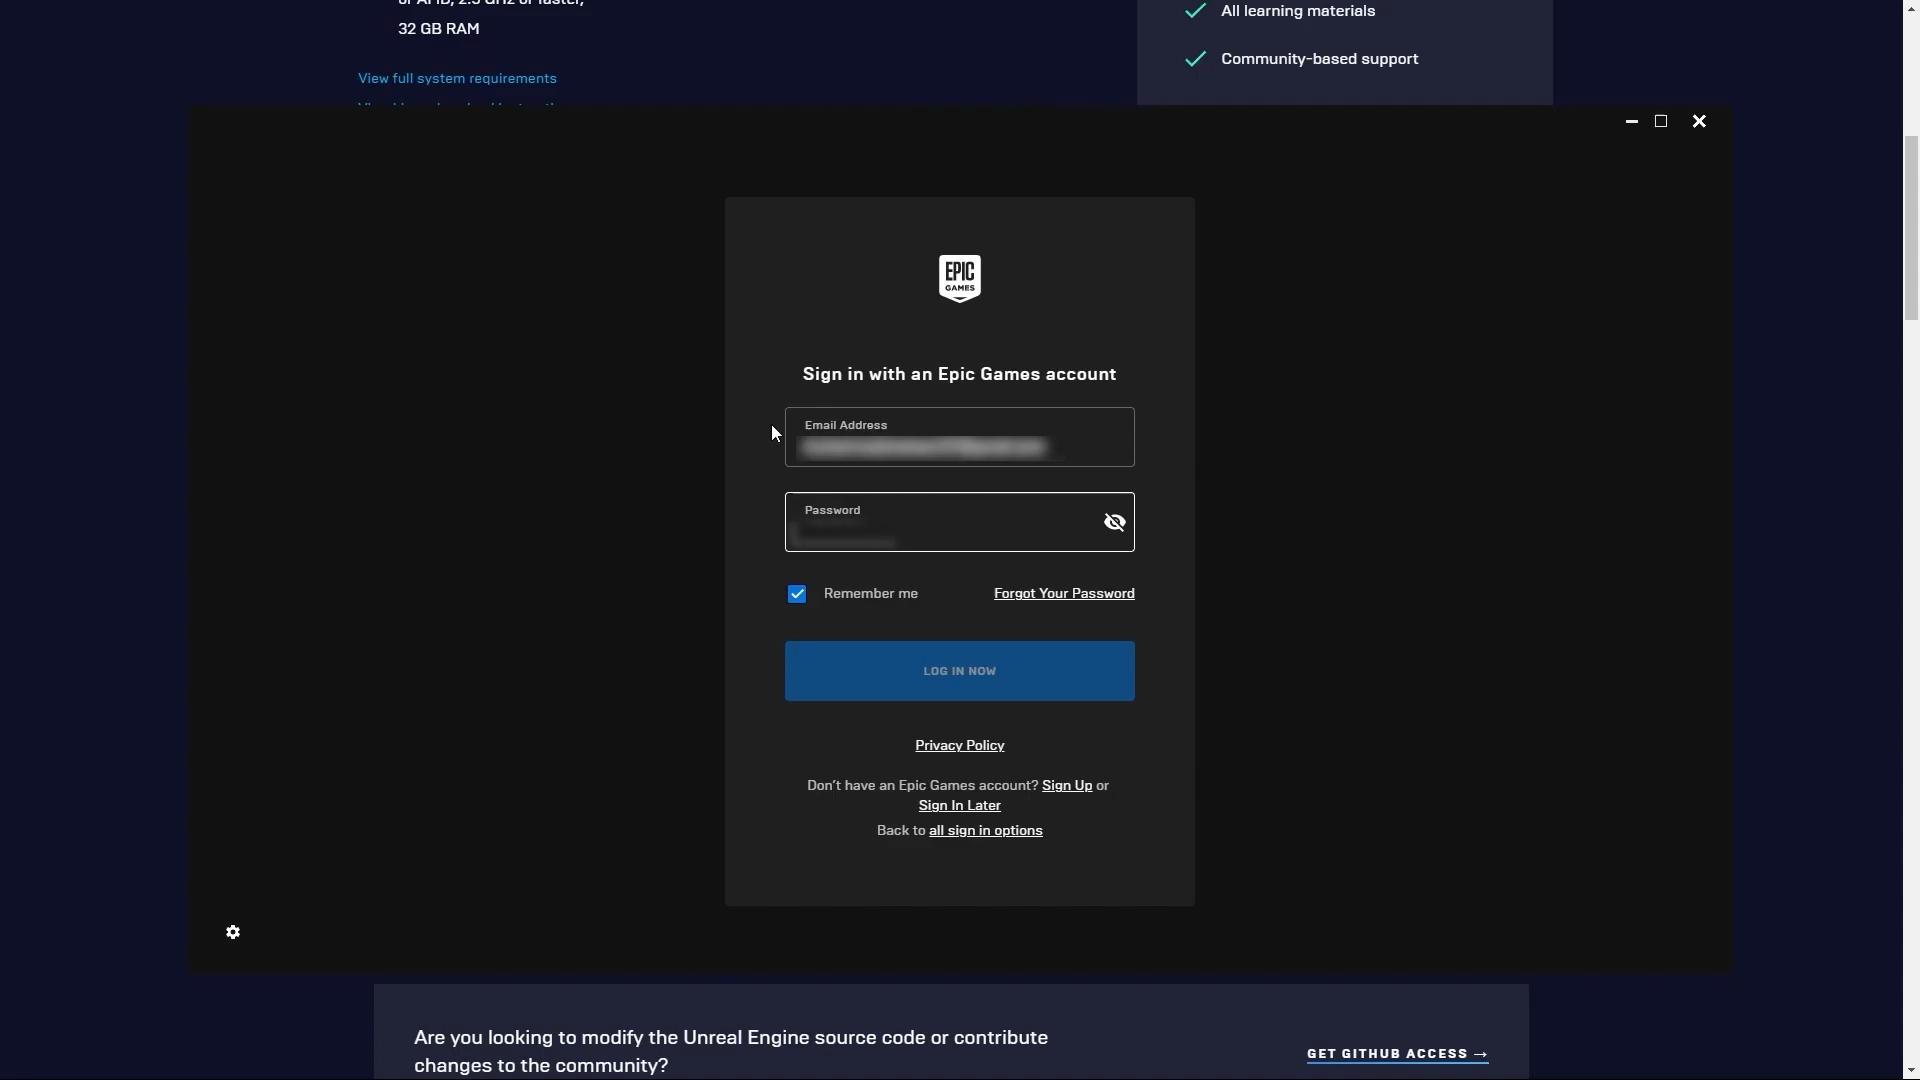 32 GB RAM
View full system requirements
All learning materials
Community-based support
EPIC
GAMES
Sign in with an Epic Games account
Email Address
Password
Remember me
Forgot Your Password
LOG IN NOW
Privacy Policy
Don't have an Epic Games account? Sign Up or
Sign In Later
Back to all sign in options
Are you looking to modify the Unreal Engine source code or contribute
changes to the community?
GET GITHUB ACCESS →